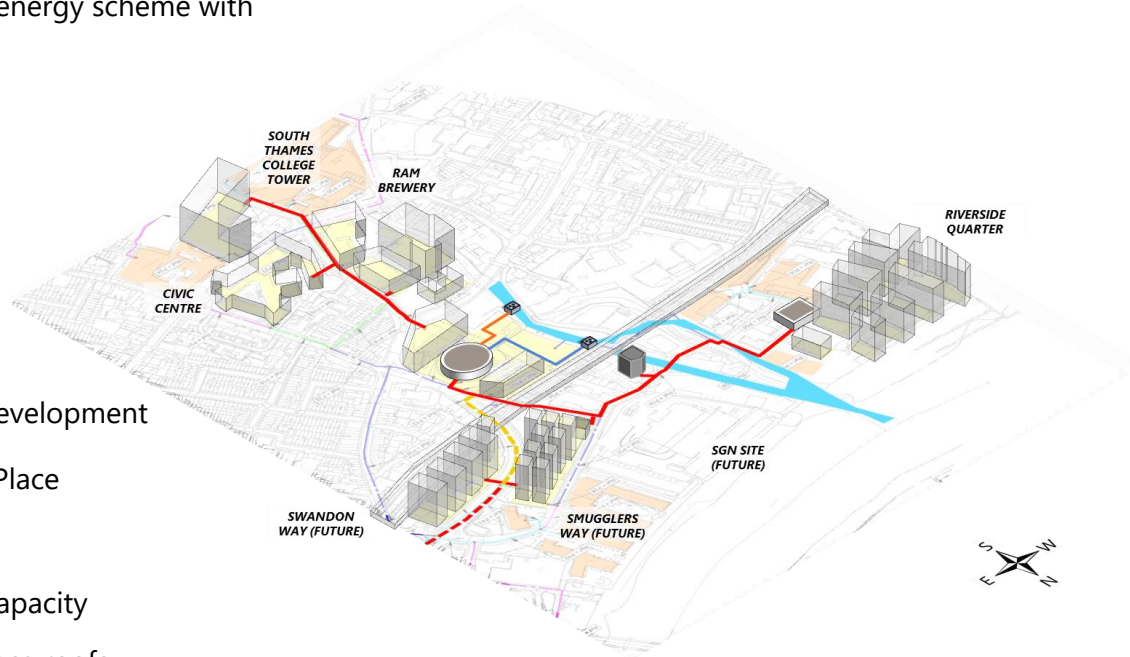 energy scheme with
SOUTH
THAMES
COLLEGE
TOWER
RAM
BREWERY
RIVERSIDE
QUARTER
CIVIC
CENTRE
evelopment
Place
SGN SITE
(FUTURE)
SWANDON
WAY (FUTURE)
SMUGGLERS
WAY (FUTURE)
S
W
E
N
apacity